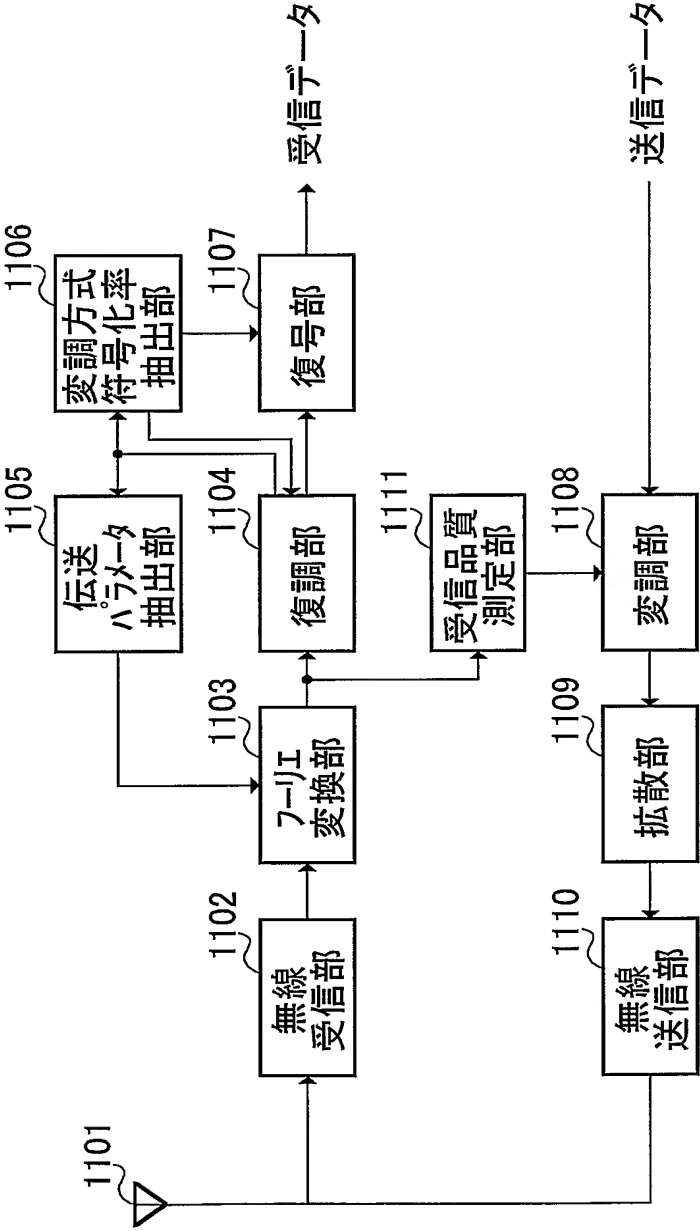 1101
1102
無線
受信部
1103
フーリエ
変換部
1104
復調部
1105
伝送
パラメータ
抽出部
1106
変調方式
符号化率
抽出部
1107
復号部
受信データ
1111
受信品質
測定部
1108
変調部
送信データ
1109
拡散部
1110
無線
送信部